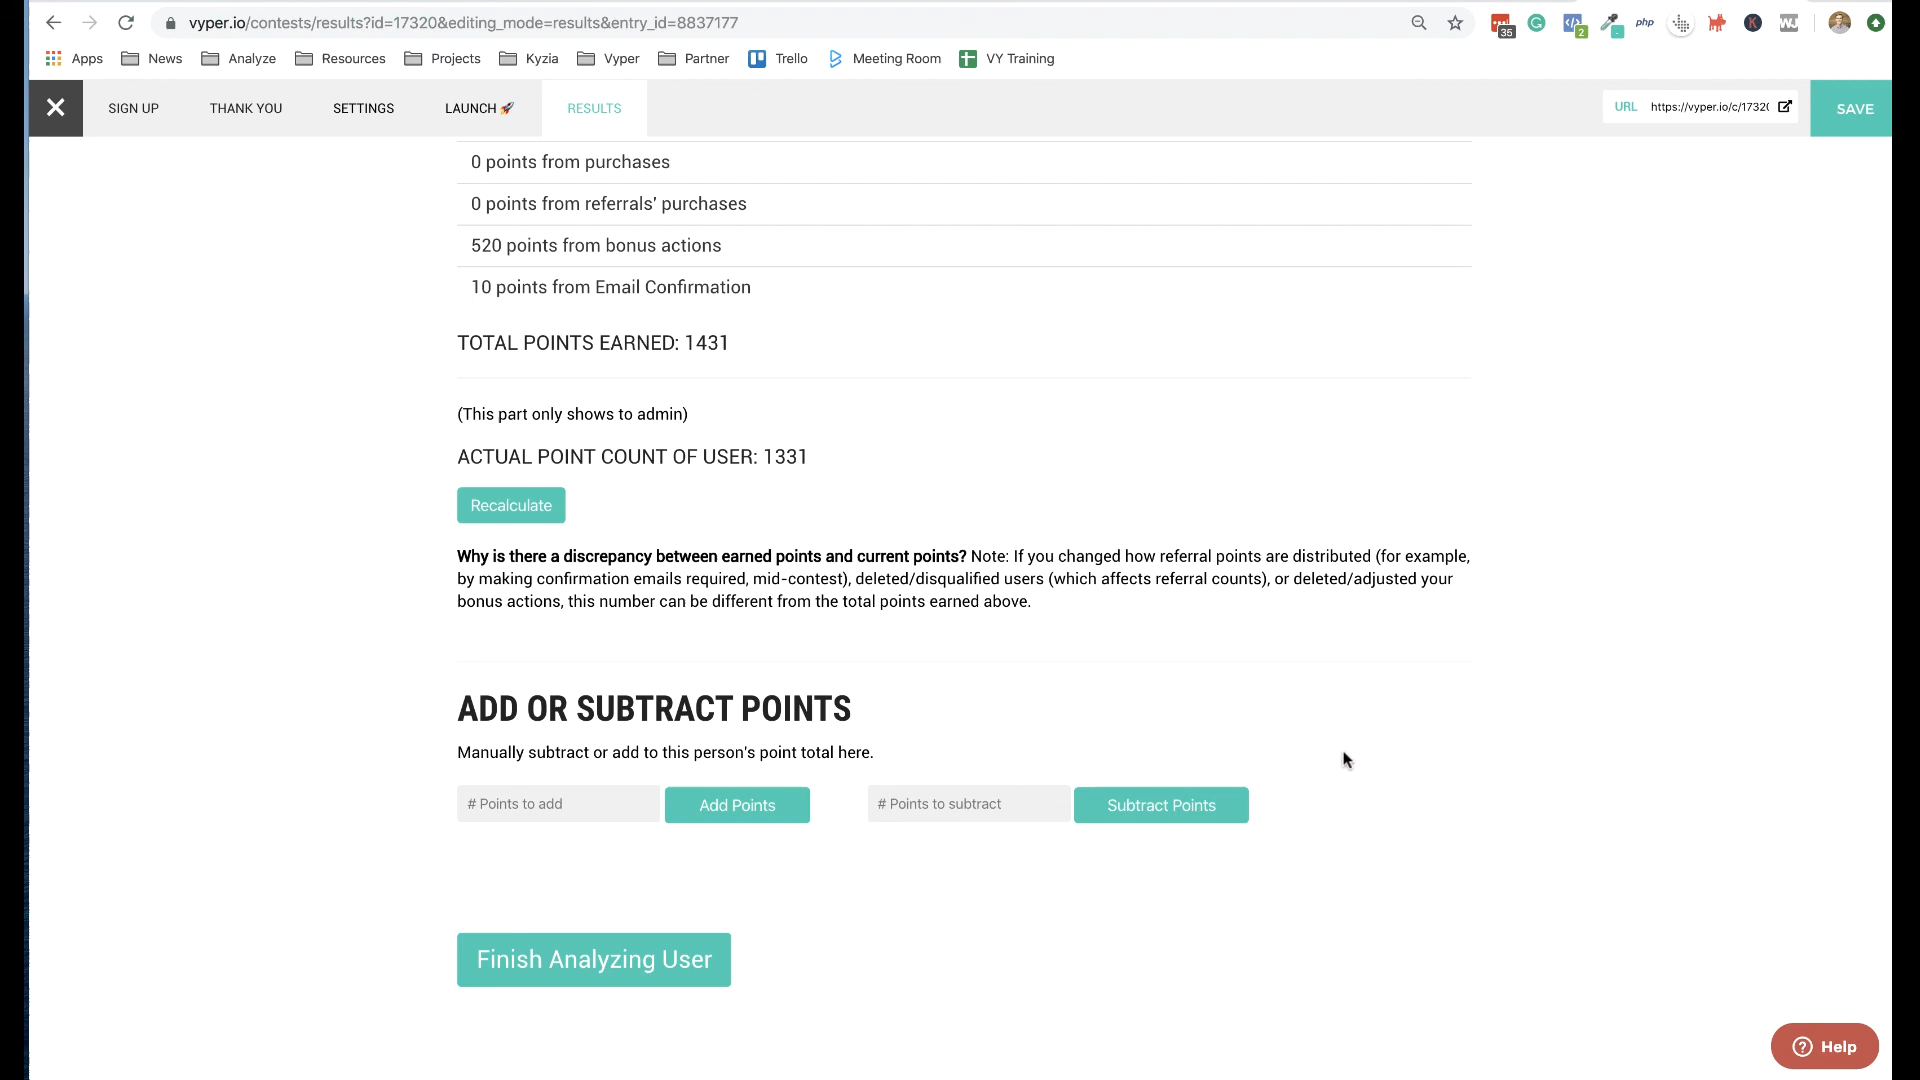 vyper.io/contests/results?id=17320&editing_mode=results&entry_id=8837177
35
2
php
K
Apps
News
Analyze
Resources
Projects
Kyzia
Vyper
Partner
Trello
Meeting Room
VY Training
SIGN UP
THANK YOU
SETTINGS
LAUNCH 🚀
RESULTS
URL https://vyper.io/c/1732
SAVE
0 points from purchases
0 points from referrals' purchases
520 points from bonus actions
10 points from Email Confirmation
TOTAL POINTS EARNED: 1431
(This part only shows to admin)
ACTUAL POINT COUNT OF USER: 1331
Recalculate
Why is there a discrepancy between earned points and current points? Note: If you changed how referral points are distributed (for example,
by making confirmation emails required, mid-contest), deleted/disqualified users (which affects referral counts), or deleted/adjusted your
bonus actions, this number can be different from the total points earned above.
ADD OR SUBTRACT POINTS
Manually subtract or add to this person's point total here.
# Points to add
Add Points
# Points to subtract
Subtract Points
Finish Analyzing User
Help